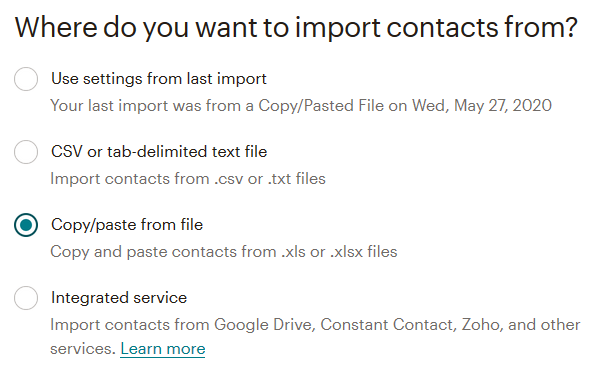 Where do you want to import contacts from?
Use settings from last import
Your last import was from a Copy/Pasted File on Wed, May 27, 2020
CSV or tab-delimited text file
Import contacts from .csv or .txt files
Copy/paste from file
Copy and paste contacts from .xls or .xlsx files
Integrated service
Import contacts from Google Drive, Constant Contact, Zoho, and other
services. Learn more